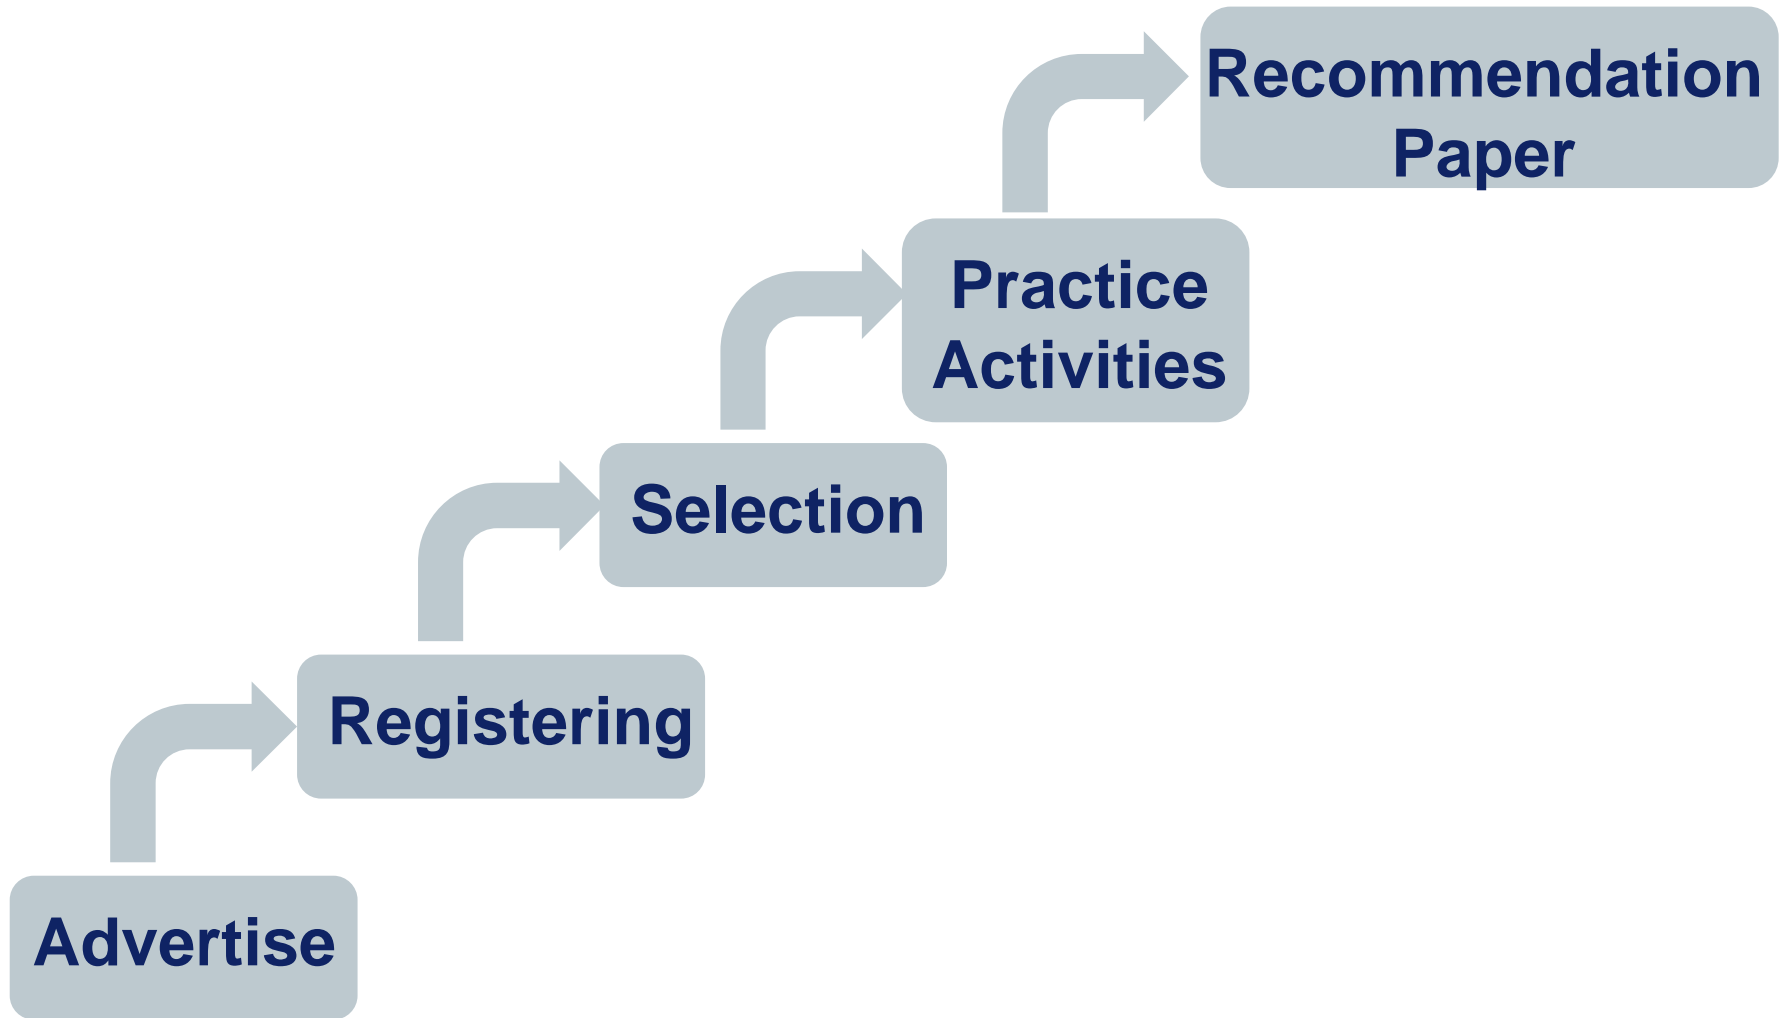 Recommendation
Paper
Practice
Activities
Selection
Registering
Advertise